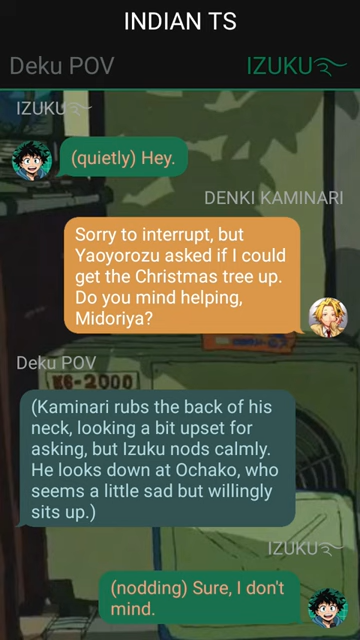 INDIAN TS
Deku POV
IZUKU࿐
IZUKU࿐
(quietly) Hey.
DENKI KAMINARI
Sorry to interrupt, but
Yaoyorozu asked if I could
get the Christmas tree up.
Do you mind helping,
Midoriya?
Deku POV
K6-2000
(Kaminari rubs the back of his
neck, looking a bit upset for
asking, but Izuku nods calmly.
He looks down at Ochako, who
seems a little sad but willingly
sits up.)
IZUKU࿐
(nodding) Sure, I don't
mind.